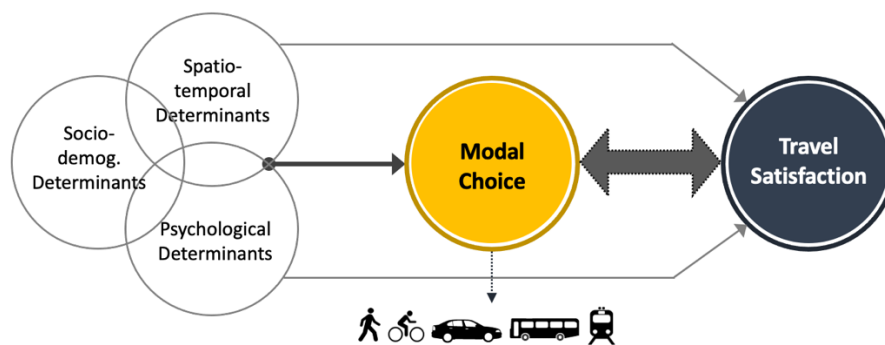 Spatio-
temporal
Determinants
Socio-
demog.
Determinants
Psychological
Determinants
Modal
Choice
Travel
Satisfaction